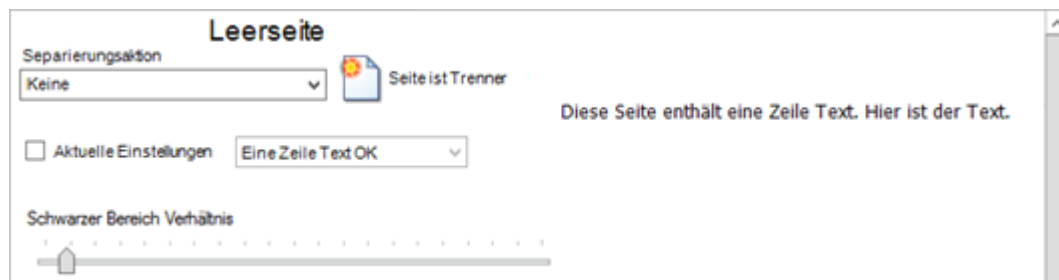 Leerseite
Separierungsaktion
Keine
Seite ist Trenner
Diese Seite enthält eine Zeile Text. Hier ist der Text.
Aktuelle Einstellungen
Eine Zeile Text OK
Schwarzer Bereich Verhältnis